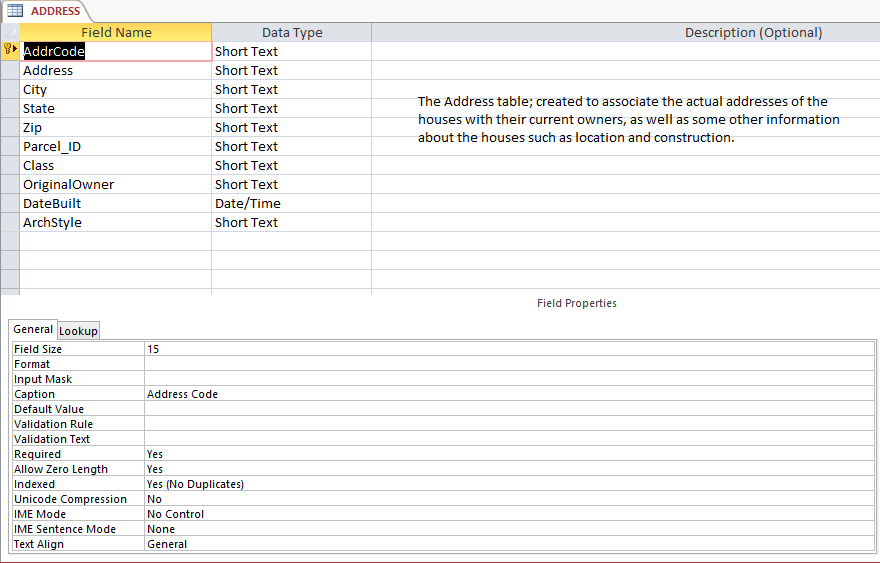 ADDRESS
Field Name Data Type Description (Optional)
AddrCode Short Text
Address Short Text
City Short Text
State Short Text
Zip Short Text
Parcel_ID Short Text
Class Short Text
OriginalOwner Short Text
DateBuilt Date/Time
ArchStyle Short Text
The Address table; created to associate the actual addresses of the
houses with their current owners, as well as some other information
about the houses such as location and construction.
Field Properties
General Lookup
Field Size 15
Format
Input Mask
Caption Address Code
Default Value
Validation Rule
Validation Text
Required Yes
Allow Zero Length Yes
Indexed Yes (No Duplicates)
Unicode Compression No
IME Mode No Control
IME Sentence Mode None
Text Align General